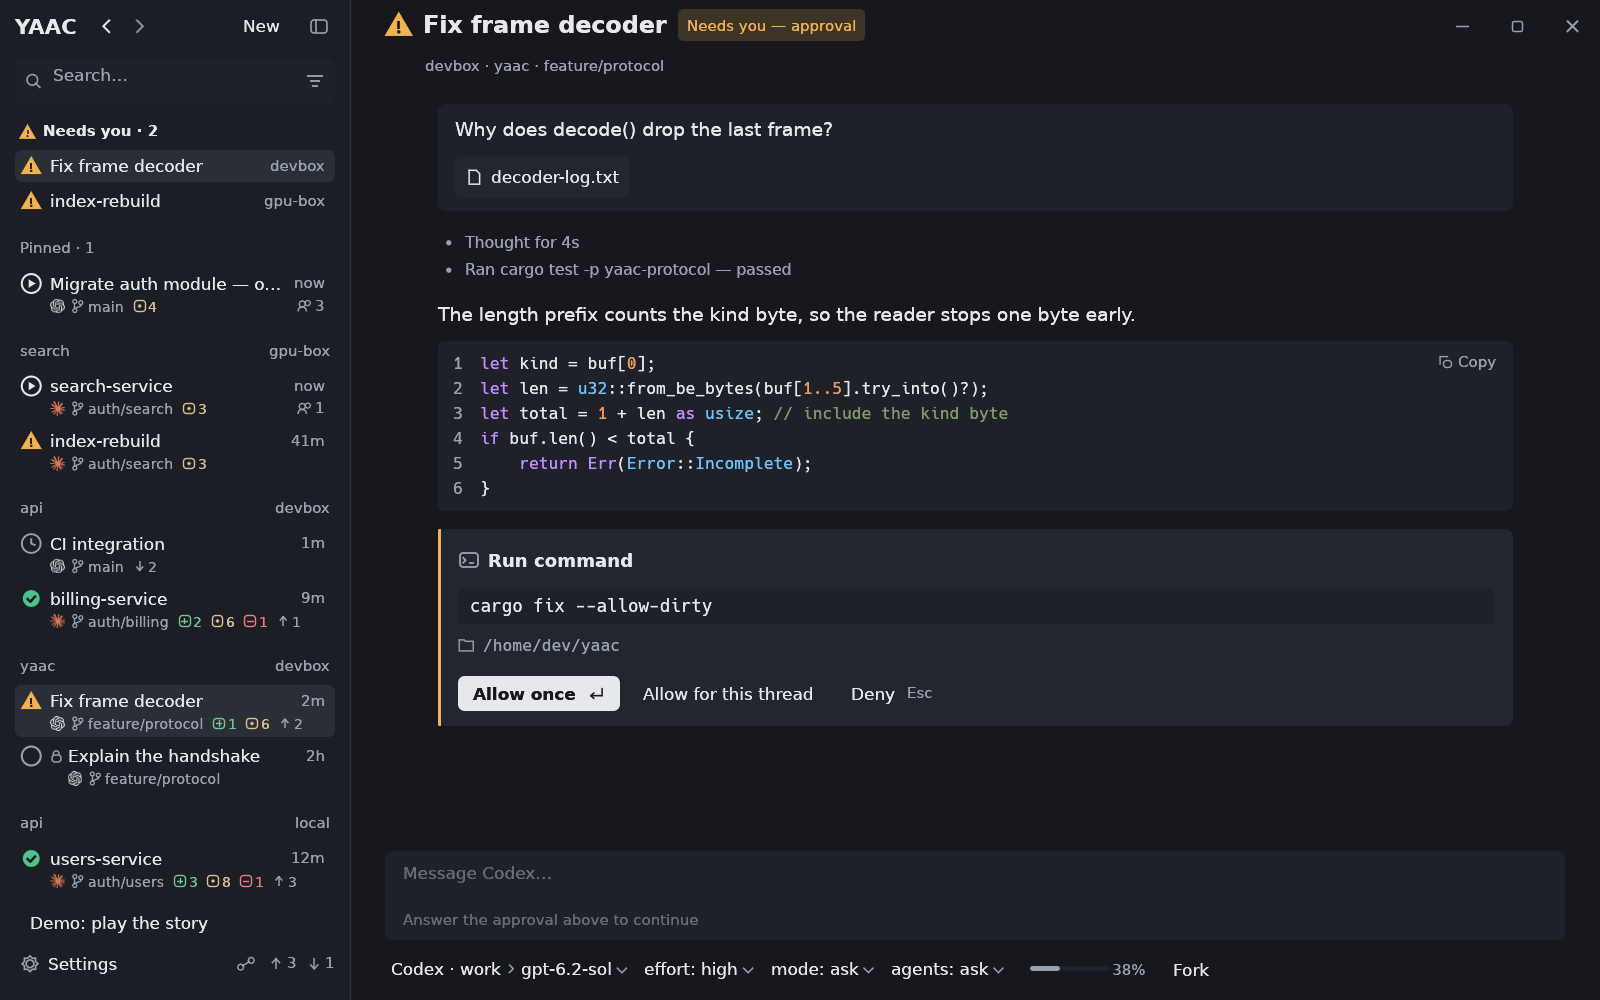 YAAC
New
Search...
Needs you · 2
Fix frame decoder devbox
index-rebuild gpu-box
Pinned · 1
Migrate auth module — o... now
main 4 3
search gpu-box
search-service now
auth/search 3 1
index-rebuild 41m
auth/search 3
api devbox
CI integration 1m
main ↓2
billing-service 9m
auth/billing 2 6 1 ↑1
yaac devbox
Fix frame decoder 2m
feature/protocol 1 6 ↑2
Explain the handshake 2h
feature/protocol
api local
users-service 12m
auth/users 3 8 1 ↑3
Demo: play the story
Settings ↑3 ↓1
Fix frame decoder Needs you — approval
devbox · yaac · feature/protocol
Why does decode() drop the last frame?
decoder-log.txt
• Thought for 4s
• Ran cargo test -p yaac-protocol — passed
The length prefix counts the kind byte, so the reader stops one byte early.
Copy
1 let kind = buf[0];
2 let len = u32::from_be_bytes(buf[1..5].try_into()?);
3 let total = 1 + len as usize; // include the kind byte
4 if buf.len() < total {
5     return Err(Error::Incomplete);
6 }
Run command
cargo fix --allow-dirty
/home/dev/yaac
Allow once ↵ Allow for this thread Deny Esc
Message Codex...
Answer the approval above to continue
Codex · work › gpt-6.2-sol effort: high mode: ask agents: ask 38% Fork